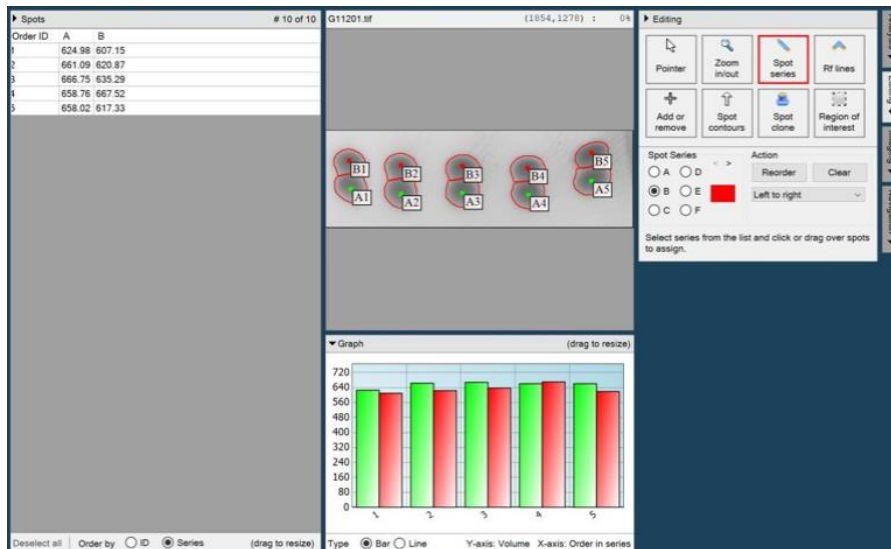 Spots # 10 of 10
Order ID A B
1 624.98 607.15
2 661.09 620.87
3 666.75 635.29
4 658.76 667.52
5 658.02 617.33
Deselect all Order by ID Series (drag to resize)
G11201.tif (1854,1278) : 0%
B1 B2 B3 B4 B5
A1 A2 A3 A4 A5
Graph (drag to resize)
720
640
560
480
400
320
240
160
80
0
1 2 3 4 5
Type Bar Line Y-axis: Volume X-axis: Order in series
Editing
Pointer
Zoom in/out
Spot series
Rf lines
Add or remove
Spot contours
Spot clone
Region of interest
Spot Series < > Action
A D Reorder Clear
B E Left to right
C F
Select series from the list and click or drag over spots
to assign.